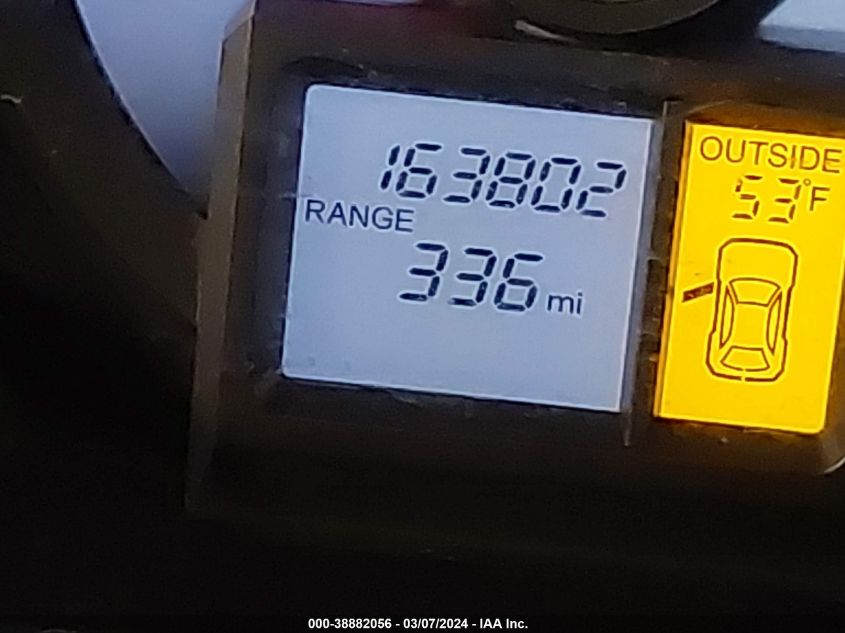 163802
RANGE
336 mi
OUTSIDE
53°F
000-38882056 - 03/07/2024 - IAA Inc.